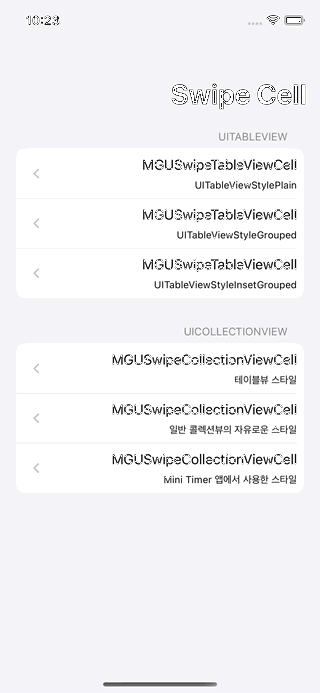 10:23
Swipe Cell
UITABLEVIEW
MGUSwipeTableViewCell
UITableViewStylePlain
MGUSwipeTableViewCell
UITableViewStyleGrouped
MGUSwipeTableViewCell
UITableViewStyleInsetGrouped
UICOLLECTIONVIEW
MGUSwipeCollectionViewCell
테이블뷰 스타일
MGUSwipeCollectionViewCell
일반 콜렉션뷰의 자유로운 스타일
MGUSwipeCollectionViewCell
Mini Timer 앱에서 사용한 스타일